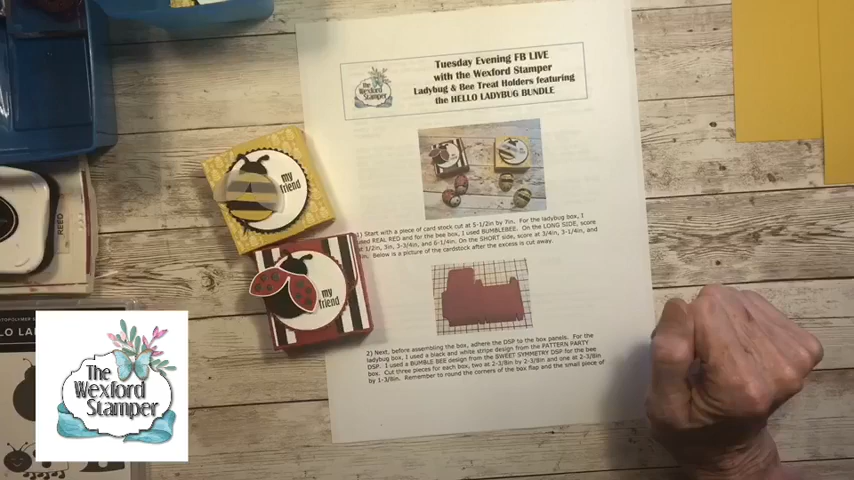 Tuesday Evening FB LIVE
with the Wexford Stamper
Ladybug & Bee Treat Holders featuring
the HELLO LADYBUG BUNDLE
The
Wexford
Stamper
my
friend
my
friend
1) Start with a piece of card stock cut at 5-1/2in by 7in. For the ladybug box, I
used REAL RED and for the bee box, I used BUMBLEBEE. On the LONG SIDE, score
at 1/2in, 3in, 3-3/4in, and 6-1/4in. On the SHORT side, score at 3/4in, 3-1/4in, and
Below is a picture of the cardstock after the excess is cut away.
2) Next, before assembling the box, adhere the DSP to the box panels. For the
ladybug box, I used a black and white stripe design from the PATTERN PARTY
DSP. I used a BUMBLE BEE design from the SWEET SYMMETRY DSP for the bee
box. Cut three pieces for each box, two at 2-3/8in by 2-3/8in and one at 2-3/8in
by 1-3/8in. Remember to round the corners of the box flap and the small piece of
REED
LO LA
The
Wexford
Stamper